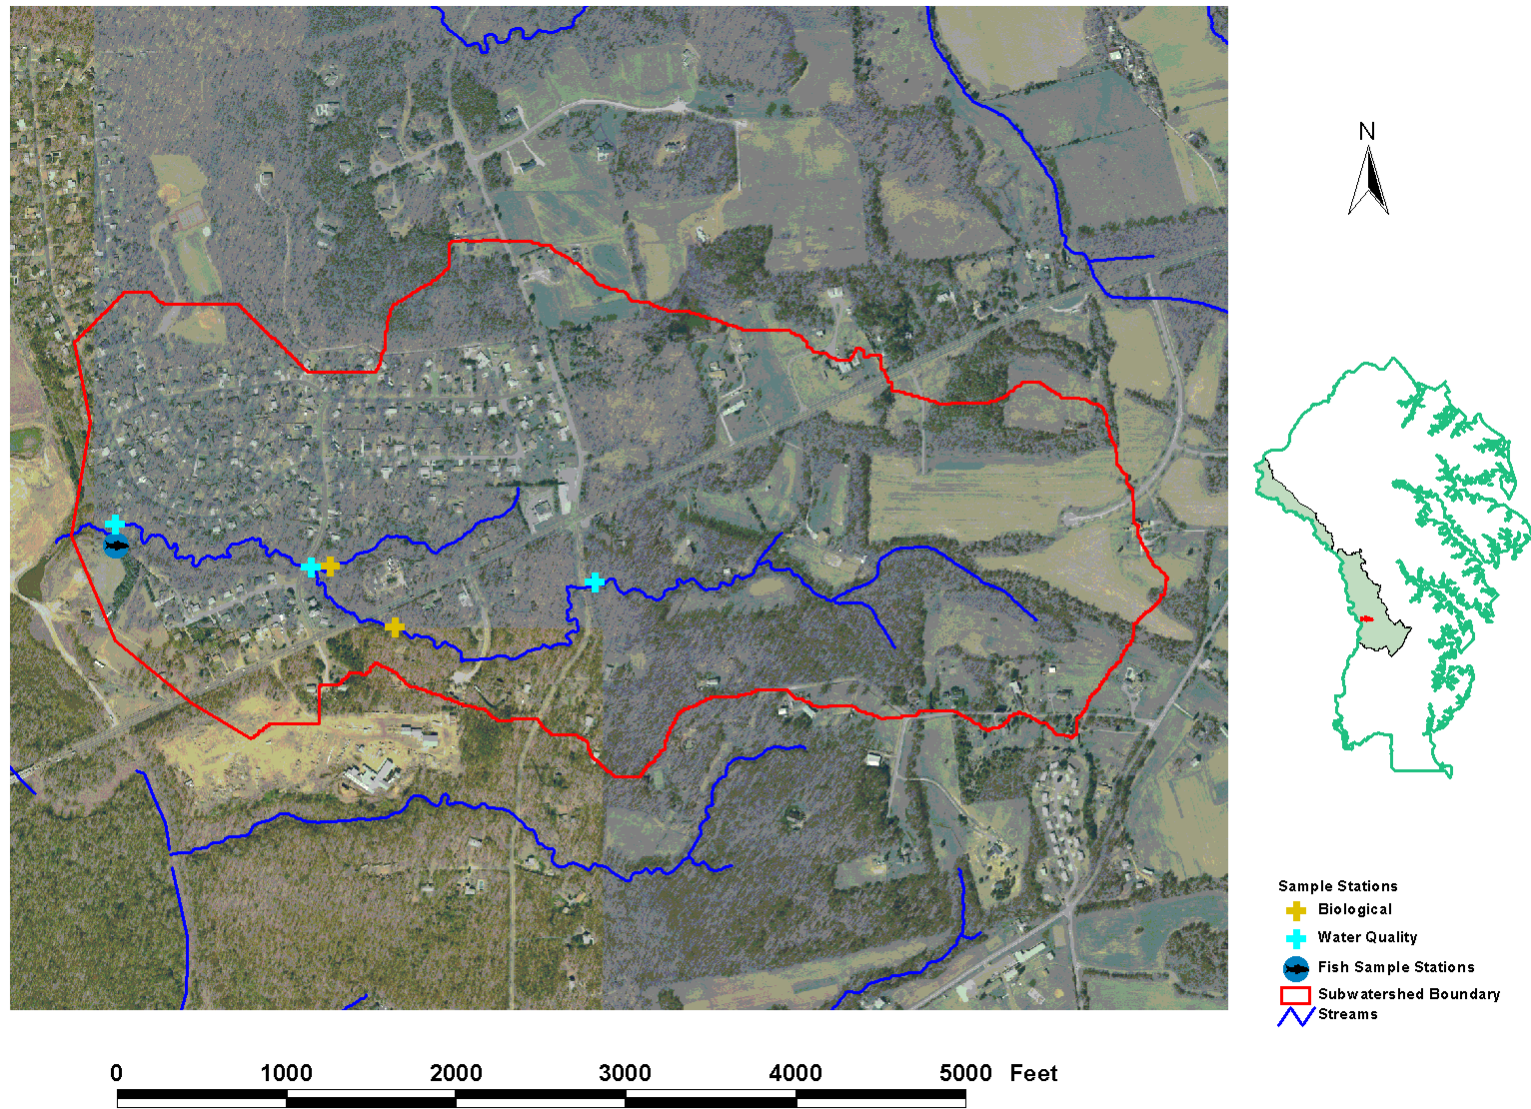 N
Sample Stations
Biological
Water Quality
Fish Sample Stations
Subwatershed Boundary
Streams
0 1000 2000 3000 4000 5000 Feet